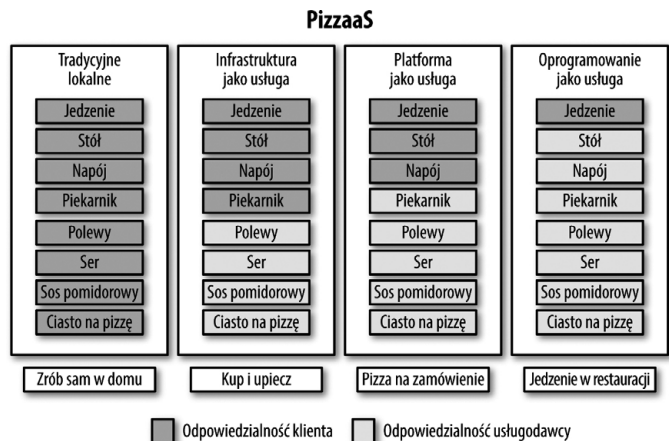 PizzaaS
Tradycyjne
lokalne
Jedzenie
Stół
Napój
Piekarnik
Polewy
Ser
Sos pomidorowy
Ciasto na pizzę
Zrób sam w domu
Infrastruktura
jako usługa
Jedzenie
Stół
Napój
Piekarnik
Polewy
Ser
Sos pomidorowy
Ciasto na pizzę
Kup i upiecz
Platforma
jako usługa
Jedzenie
Stół
Napój
Piekarnik
Polewy
Ser
Sos pomidorowy
Ciasto na pizzę
Pizza na zamówienie
Oprogramowanie
jako usługa
Jedzenie
Stół
Napój
Piekarnik
Polewy
Ser
Sos pomidorowy
Ciasto na pizzę
Jedzenie w restauracji
Odpowiedzialność klienta
Odpowiedzialność usługodawcy